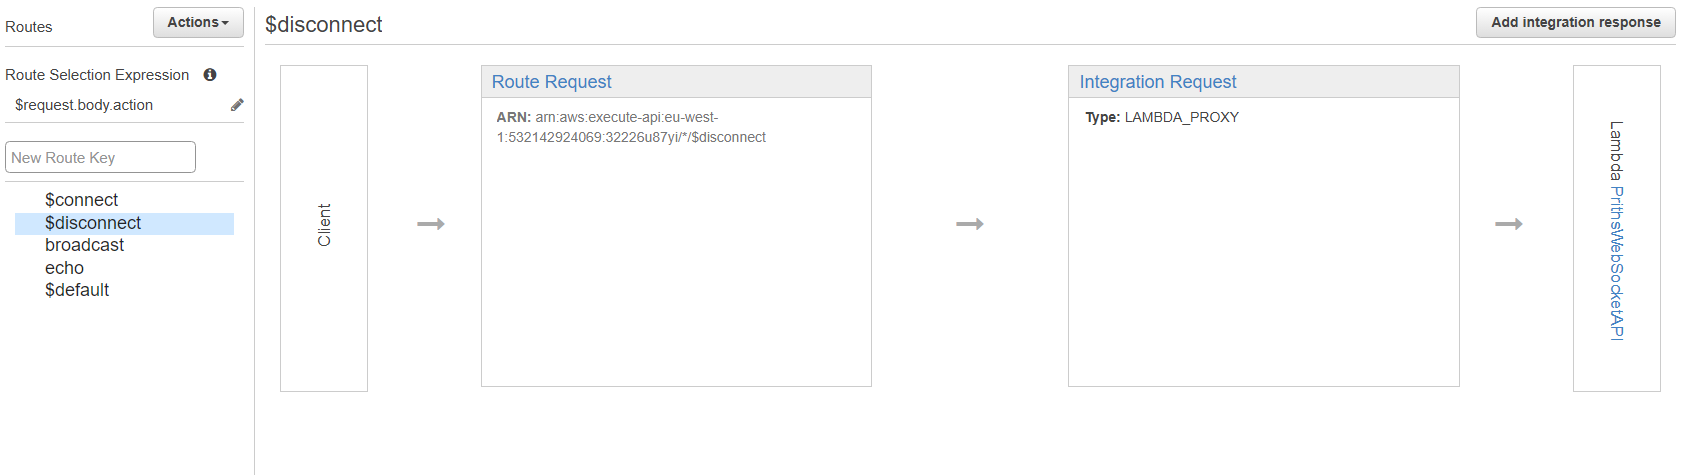 Routes
Actions
Route Selection Expression
$request.body.action
New Route Key
$connect
$disconnect
broadcast
echo
$default
$disconnect
Add integration response
Client
Route Request
ARN: arn:aws:execute-api:eu-west-
1:532142924069:32226u87yi/*/$disconnect
Integration Request
Type: LAMBDA_PROXY
Lambda PrithsWebSocketAPI